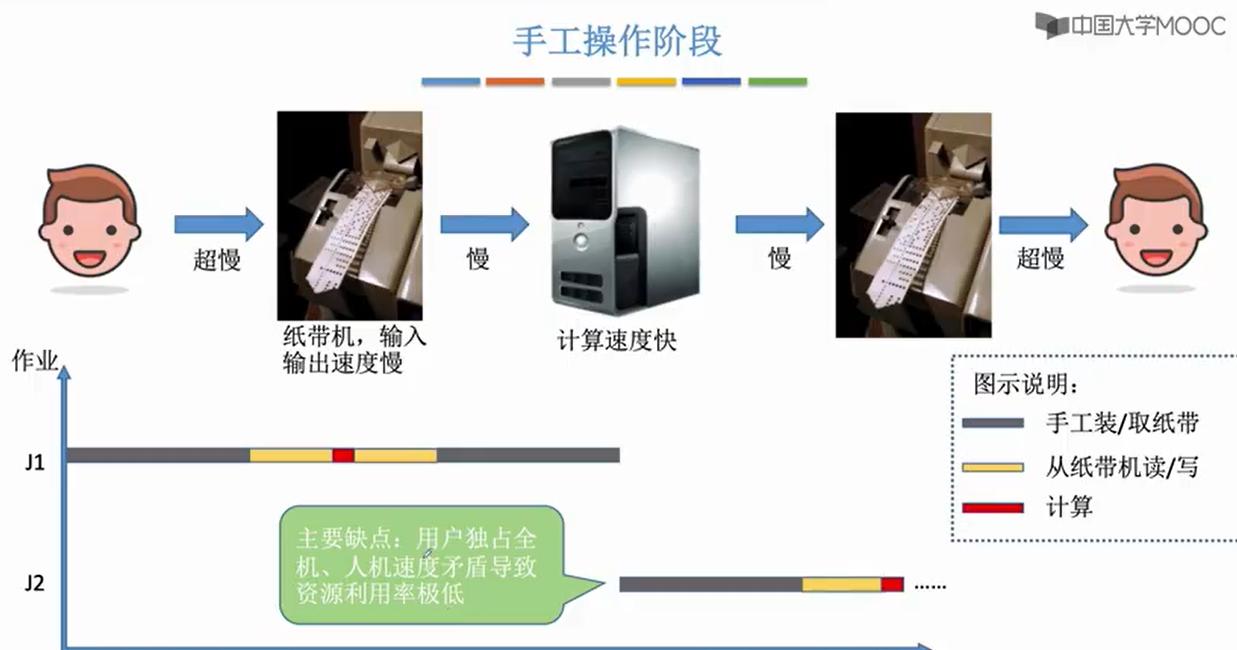 中国大学MOOC
手工操作阶段
超慢
慢
慢
超慢
纸带机，输入
输出速度慢
计算速度快
作业
图示说明：
手工装/取纸带
从纸带机读/写
计算
J1
主要缺点：用户独占全
机、人机速度矛盾导致
资源利用率极低
J2
......